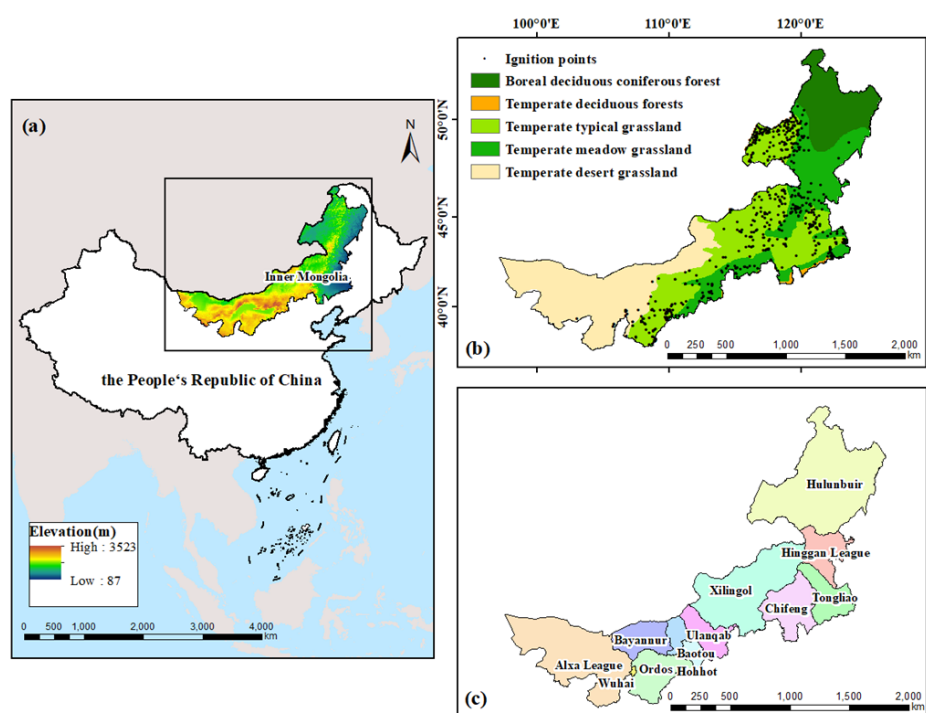 (a)
N
Inner Mongolia
the People‘s Republic of China
Elevation(m)
High : 3523
Low : 87
0 500 1,000 2,000 3,000 4,000
km
100°0'E 110°0'E 120°0'E
50°0'N
45°0'N
40°0'N
Ignition points
Boreal deciduous coniferous forest
Temperate deciduous forests
Temperate typical grassland
Temperate meadow grassland
Temperate desert grassland
(b)
0 250 500 1,000 1,500 2,000
km
Hulunbuir
Hinggan League
Xilingol
Tongliao
Chifeng
Ulanqab
Bayannur
Baotou
Alxa League
Ordos
Hohhot
Wuhai
(c)
0 250 500 1,000 1,500 2,000
km